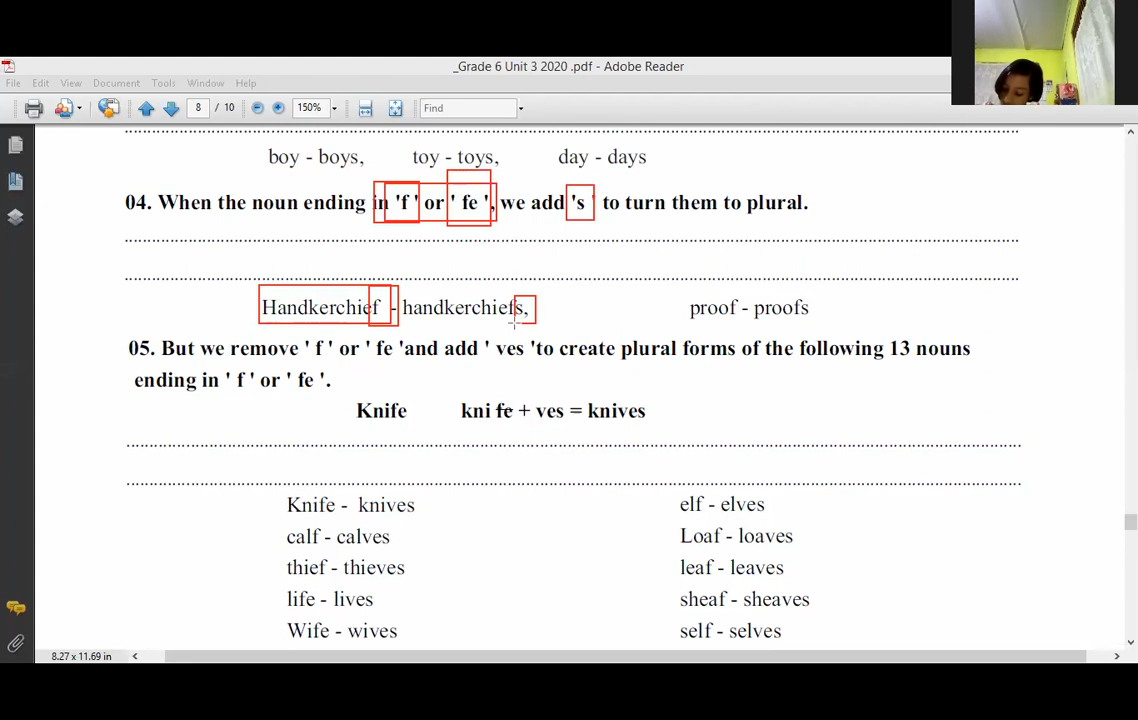 _Grade 6 Unit 3 2020 .pdf - Adobe Reader
File Edit View Document Tools Window Help
8 / 10 150% Find
boy - boys, toy - toys, day - days
04. When the noun ending in 'f ' or ' fe ', we add 's ' to turn them to plural.
Handkerchief - handkerchiefs, proof - proofs
05. But we remove ' f ' or ' fe 'and add ' ves 'to create plural forms of the following 13 nouns
ending in ' f ' or ' fe '.
Knife kni fe + ves = knives
Knife - knives elf - elves
calf - calves Loaf - loaves
thief - thieves leaf - leaves
life - lives sheaf - sheaves
Wife - wives self - selves
8.27 x 11.69 in